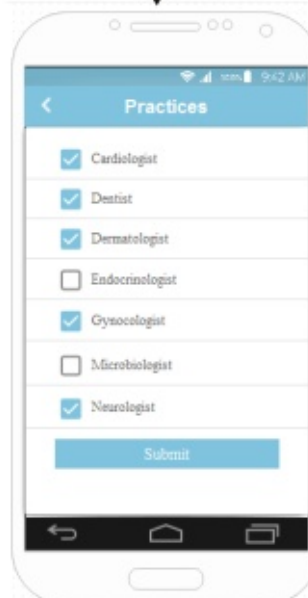 9:42 AM
Practices
Cardiologist
Dentist
Dermatologist
Endocrinologist
Gynocologist
Microbiologist
Neurologist
Submit